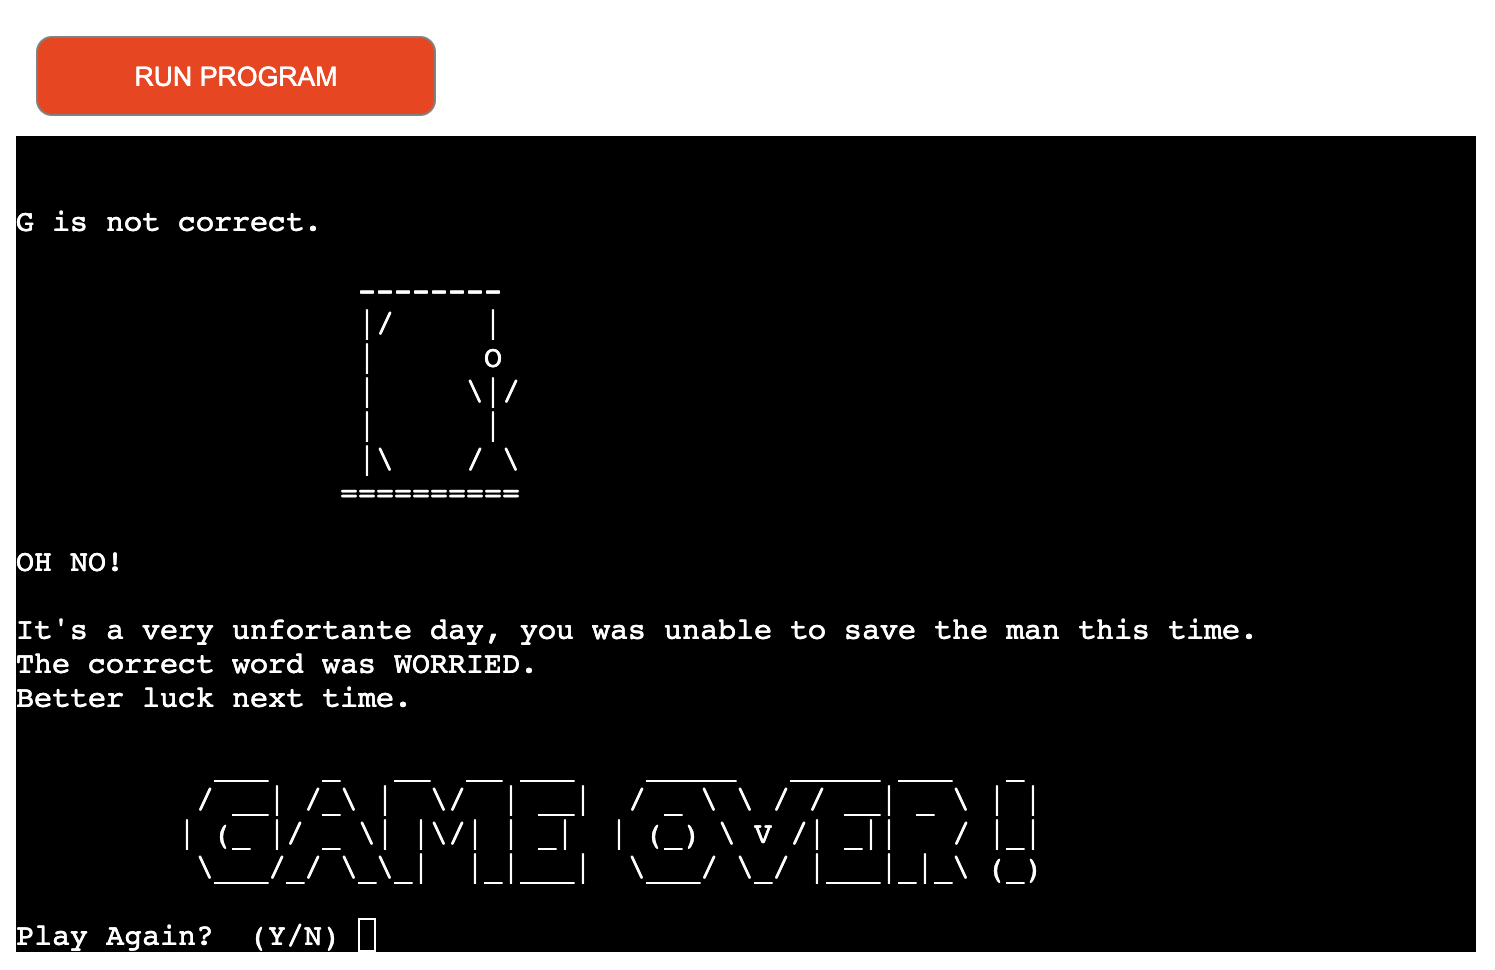 RUN PROGRAM
G is not correct.
OH NO!
It's a very unfortante day, you was unable to save the man this time.
The correct word was WORRIED.
Better luck next time.
GAME OVER!
Play Again?  (Y/N)